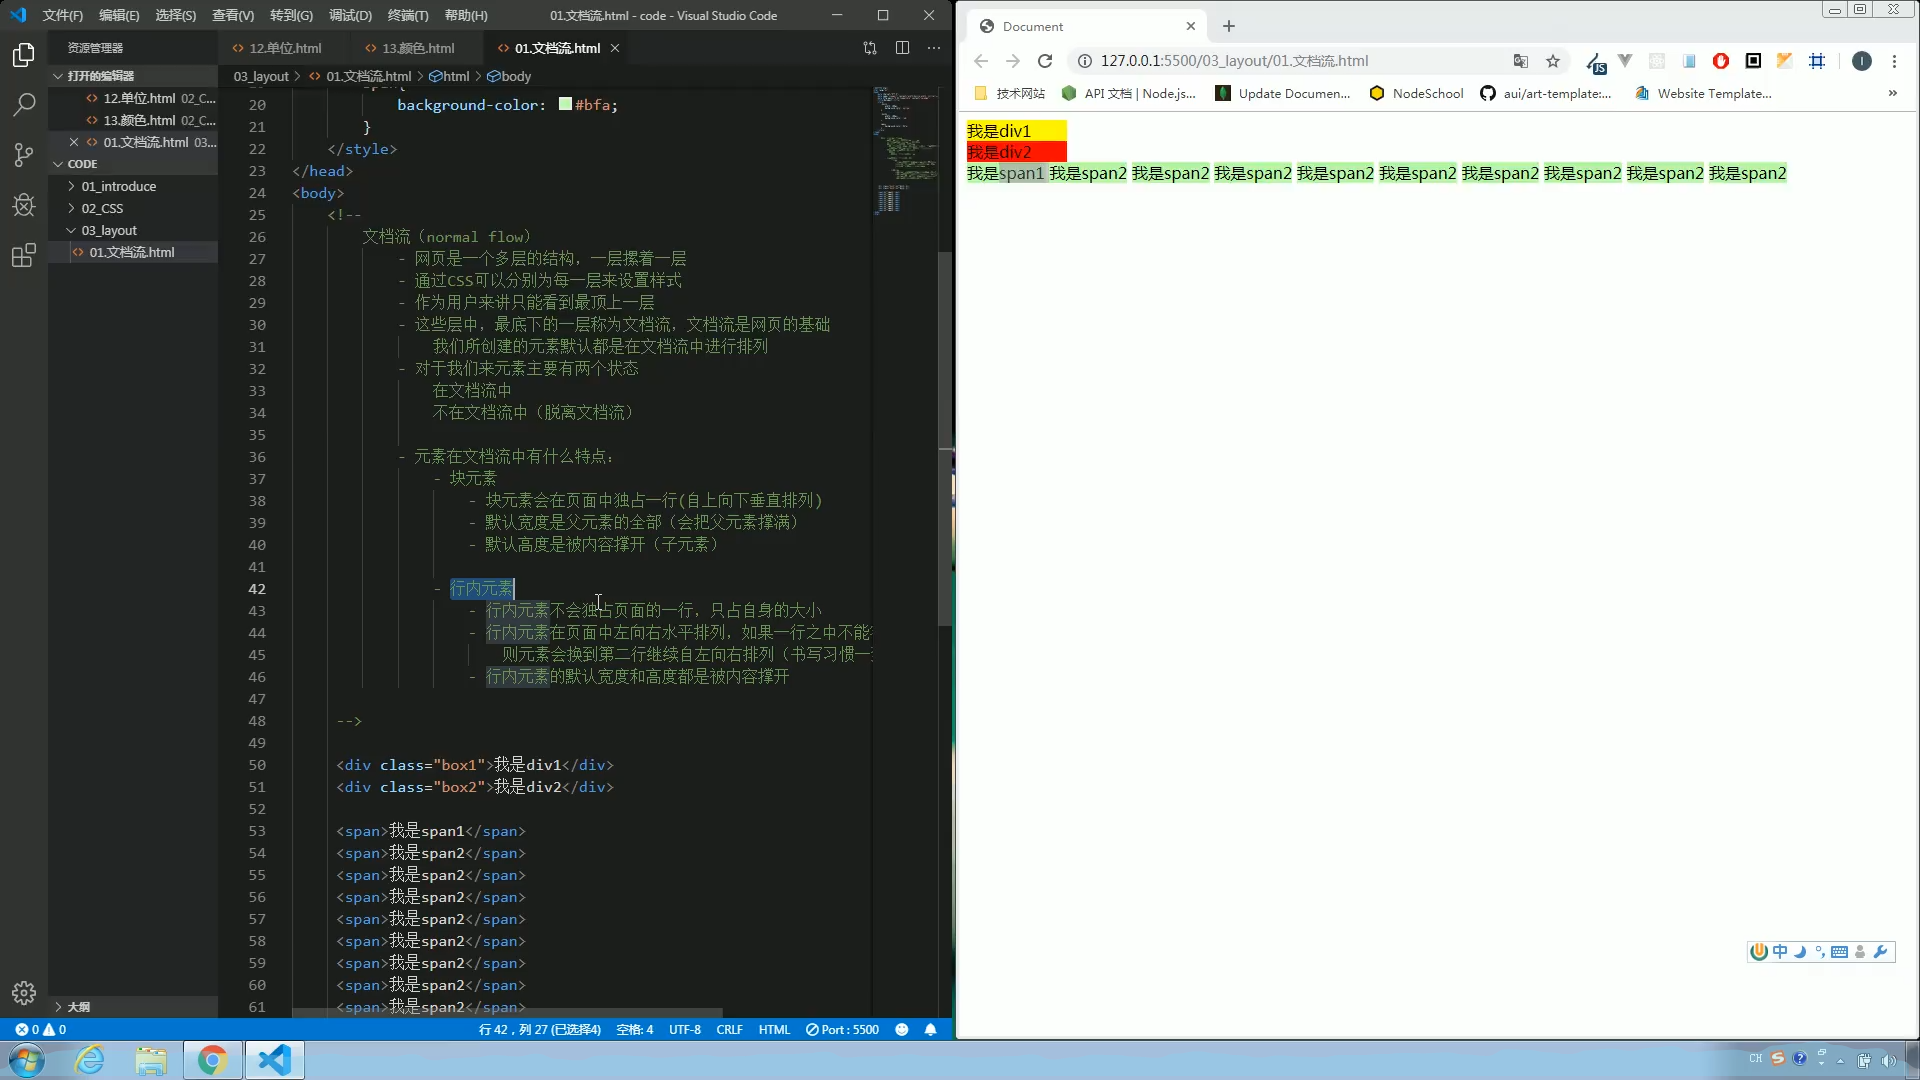 文件(F) 编辑(E) 选择(S) 查看(V) 转到(G) 调试(D) 终端(T) 帮助(H) 01.文档流.html - code - Visual Studio Code
资源管理器
打开的编辑器
12.单位.html 02_C...
13.颜色.html 02_C...
01.文档流.html 03...
CODE
01_introduce
02_CSS
03_layout
01.文档流.html
大纲
12.单位.html 13.颜色.html 01.文档流.html
03_layout > 01.文档流.html > html > body
20 background-color: #bfa;
21 }
22 </style>
23 </head>
24 <body>
25 <!--
26 文档流（normal flow）
27 - 网页是一个多层的结构，一层摞着一层
28 - 通过CSS可以分别为每一层来设置样式
29 - 作为用户来讲只能看到最顶上一层
30 - 这些层中，最底下的一层称为文档流，文档流是网页的基础
31 我们所创建的元素默认都是在文档流中进行排列
32 - 对于我们来元素主要有两个状态
33 在文档流中
34 不在文档流中（脱离文档流）
35
36 - 元素在文档流中有什么特点：
37 - 块元素
38 - 块元素会在页面中独占一行(自上向下垂直排列)
39 - 默认宽度是父元素的全部（会把父元素撑满）
40 - 默认高度是被内容撑开（子元素）
41
42 - 行内元素
43 - 行内元素不会独占页面的一行，只占自身的大小
44 - 行内元素在页面中左向右水平排列，如果一行之中不能
45 则元素会换到第二行继续自左向右排列（书写习惯一
46 - 行内元素的默认宽度和高度都是被内容撑开
47
48 -->
49
50 <div class="box1">我是div1</div>
51 <div class="box2">我是div2</div>
52
53 <span>我是span1</span>
54 <span>我是span2</span>
55 <span>我是span2</span>
56 <span>我是span2</span>
57 <span>我是span2</span>
58 <span>我是span2</span>
59 <span>我是span2</span>
60 <span>我是span2</span>
61 <span>我是span2</span>
0 0 行 42，列 27 (已选择4) 空格: 4 UTF-8 CRLF HTML Port : 5500
Document
127.0.0.1:5500/03_layout/01.文档流.html
技术网站 API 文档 | Node.js... Update Documen... NodeSchool aui/art-template:... Website Template...
我是div1
我是div2
我是span1 我是span2 我是span2 我是span2 我是span2 我是span2 我是span2 我是span2 我是span2 我是span2
中
CH